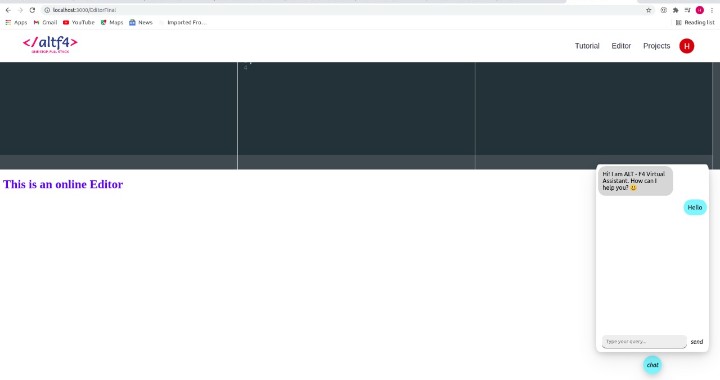 localhost:3000/EditorFinal
Apps Gmail YouTube Maps News Imported Fro... Reading list
</altf4>
Tutorial Editor Projects H
This is an online Editor
Hi! I am ALT - F4 Virtual
Assistant. How can I
help you? 😃
Hello
Type your query... send
chat